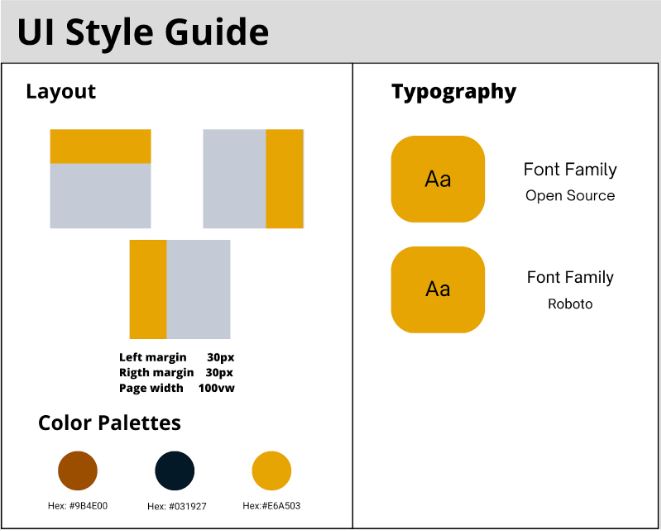 UI Style Guide
Layout
Left margin 30px
Rigth margin 30px
Page width 100vw
Color Palettes
Hex: #9B4E00
Hex: #031927
Hex:#E6A503
Typography
Aa
Font Family
Open Source
Aa
Font Family
Roboto